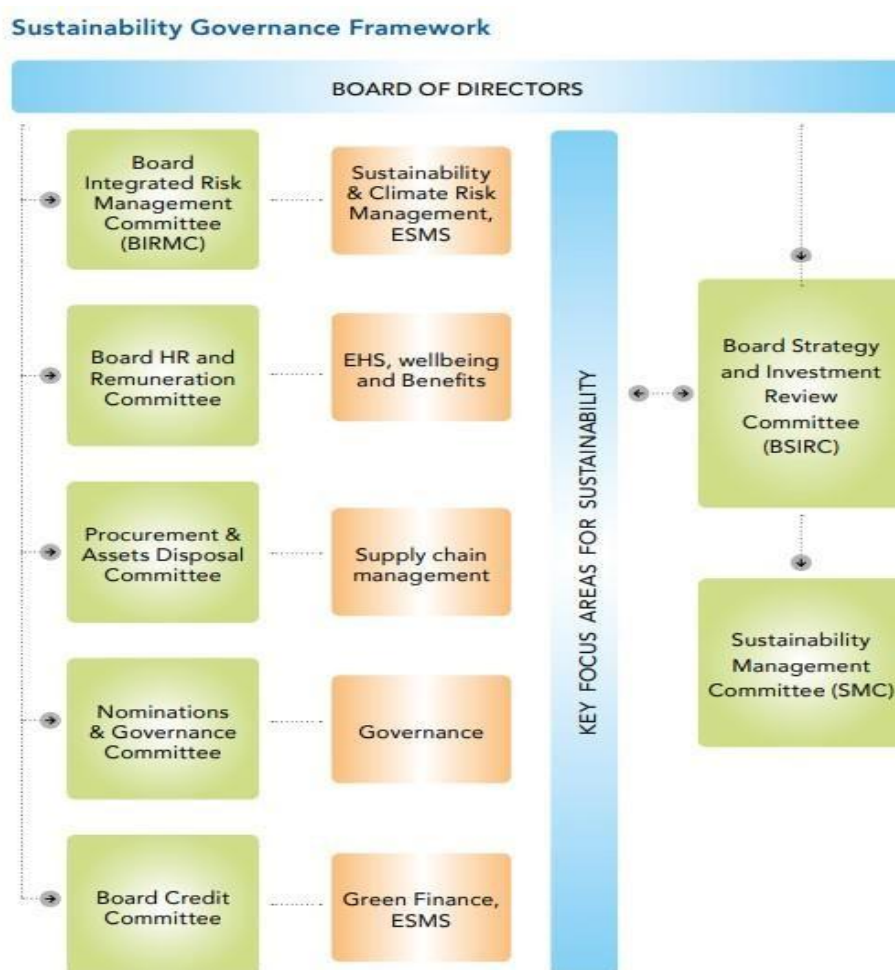 Sustainability Governance Framework
BOARD OF DIRECTORS
Board
Integrated Risk
Management
Committee
(BIRMC)
Sustainability
& Climate Risk
Management,
ESMS
Board HR and
Remuneration
Committee
EHS, wellbeing
and Benefits
Procurement &
Assets Disposal
Committee
Supply chain
management
Nominations
& Governance
Committee
Governance
Board Credit
Committee
Green Finance,
ESMS
KEY FOCUS AREAS FOR SUSTAINABILITY
Board Strategy
and Investment
Review
Committee
(BSIRC)
Sustainability
Management
Committee (SMC)